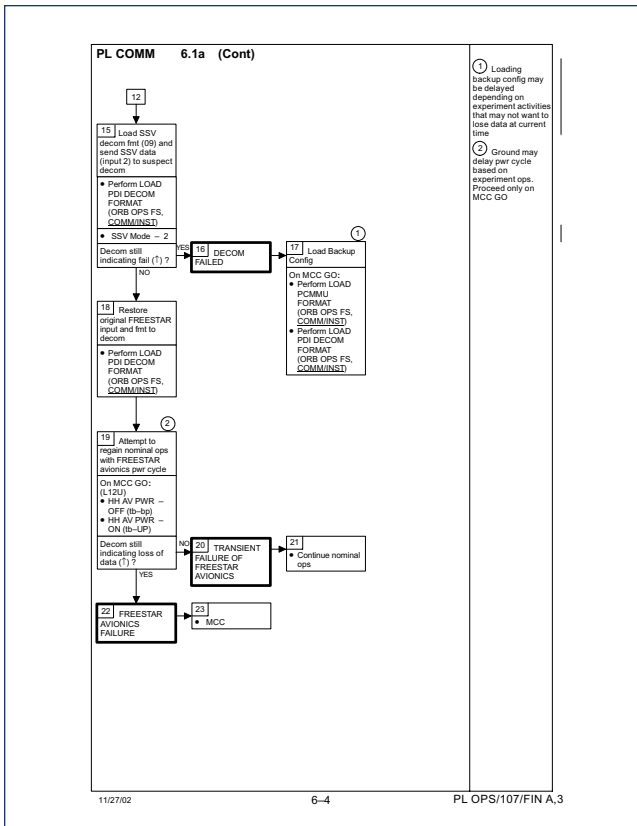 PL COMM 6.1a (Cont)
12
15 Load SSV
decom fmt (09) and
send SSV data
(input 2) to suspect
decom
• Perform LOAD
PDI DECOM
FORMAT
(ORB OPS FS,
COMM/INST)
• SSV Mode – 2
Decom still
indicating fail (↑) ?
YES
NO
16 DECOM
FAILED
1
17 Load Backup
Config
On MCC GO:
• Perform LOAD
PCMMU
FORMAT
(ORB OPS FS,
COMM/INST)
• Perform LOAD
PDI DECOM
FORMAT
(ORB OPS FS,
COMM/INST)
18 Restore
original FREESTAR
input and fmt to
decom
• Perform LOAD
PDI DECOM
FORMAT
(ORB OPS FS,
COMM/INST)
2
19 Attempt to
regain nominal ops
with FREESTAR
avionics pwr cycle
On MCC GO:
(L12U)
• HH AV PWR –
OFF (tb–bp)
• HH AV PWR –
ON (tb–UP)
Decom still
indicating loss of
data (↑) ?
NO
YES
20 TRANSIENT
FAILURE OF
FREESTAR
AVIONICS
21
• Continue nominal
ops
22 FREESTAR
AVIONICS
FAILURE
23
• MCC
1 Loading
backup config may
be delayed
depending on
experiment activities
that may not want to
lose data at current
time
2 Ground may
delay pwr cycle
based on
experiment ops.
Proceed only on
MCC GO
11/27/02
6–4
PL OPS/107/FIN A,3